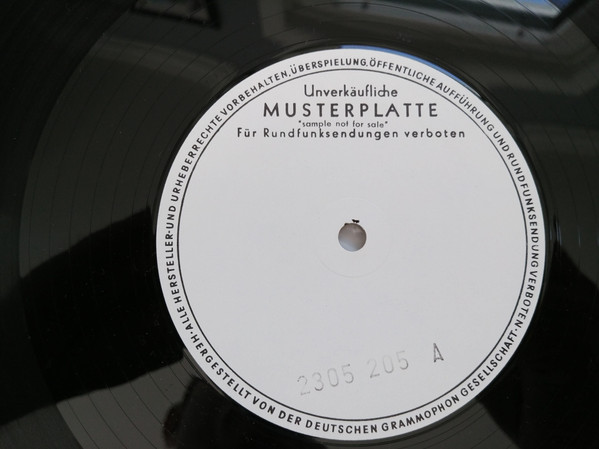 Unverkäufliche
MUSTERPLATTE
"sample not for sale"
Für Rundfunksendungen verboten
2305 205 A
ALLE HERSTELLER- UND URHEBERRECHTE VORBEHALTEN, ÜBERSPIELUNG, ÖFFENTLICHE AUFFÜHRUNG UND RUNDFUNKSENDUNG VERBOTEN.
HERGESTELLT VON DER DEUTSCHEN GRAMMOPHON GESELLSCHAFT.